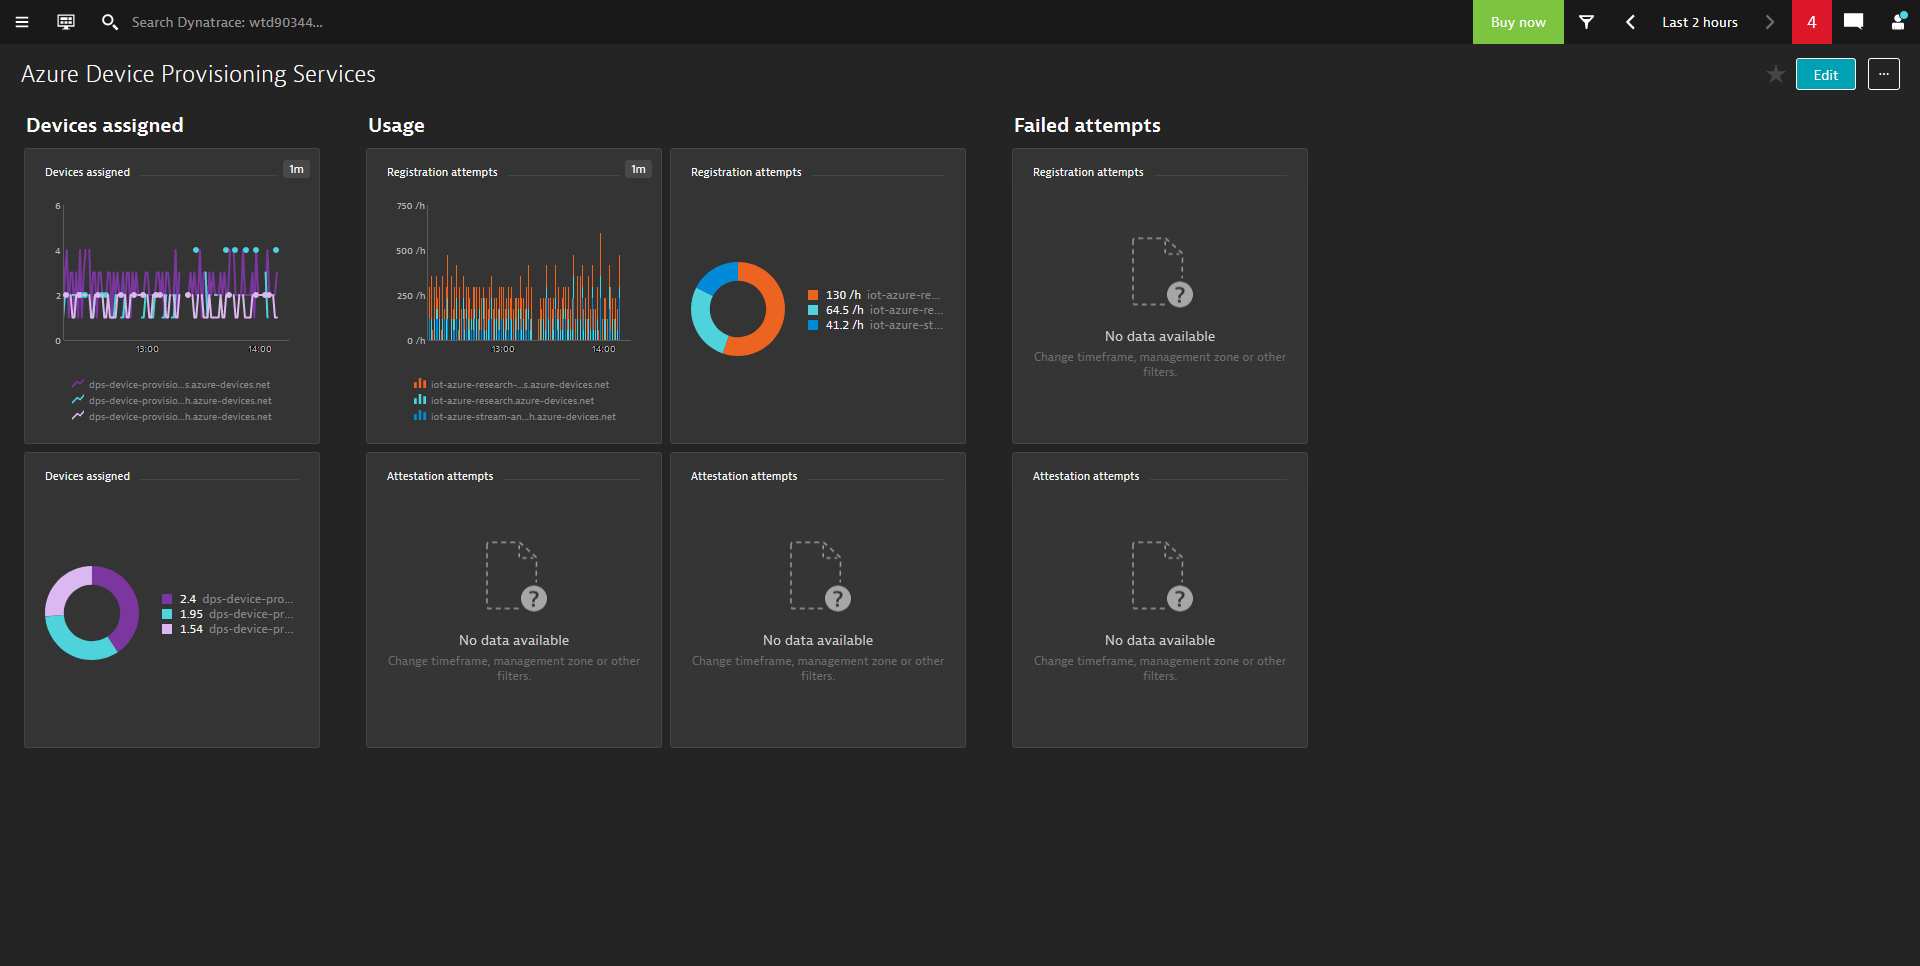 Search Dynatrace: wtd90344...
Buy now
Last 2 hours
4
Azure Device Provisioning Services
Edit
...
Devices assigned
Usage
Failed attempts
Devices assigned
1m
6
4
2
0
13:00
14:00
dps-device-provisio...s.azure-devices.net
dps-device-provisio...h.azure-devices.net
dps-device-provisio...h.azure-devices.net
Registration attempts
1m
750 /h
500 /h
250 /h
0 /h
13:00
14:00
iot-azure-research-...s.azure-devices.net
iot-azure-research.azure-devices.net
iot-azure-stream-an...h.azure-devices.net
Registration attempts
130 /h iot-azure-re...
64.5 /h iot-azure-re...
41.2 /h iot-azure-st...
Registration attempts
?
No data available
Change timeframe, management zone or other
filters.
Devices assigned
2.4 dps-device-pro...
1.95 dps-device-pr...
1.54 dps-device-pr...
Attestation attempts
?
No data available
Change timeframe, management zone or other
filters.
Attestation attempts
?
No data available
Change timeframe, management zone or other
filters.
Attestation attempts
?
No data available
Change timeframe, management zone or other
filters.